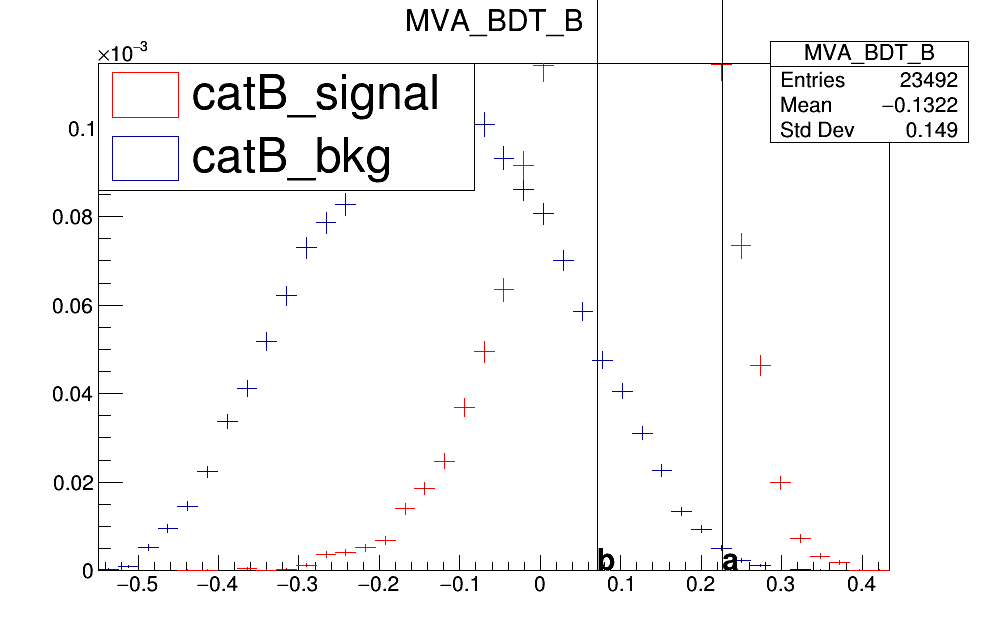 MVA_BDT_B
×10⁻³
MVA_BDT_B
Entries 23492
Mean −0.1322
Std Dev 0.149
catB_signal
catB_bkg
0.1
0.08
0.06
0.04
0.02
0
b a
−0.5 −0.4 −0.3 −0.2 −0.1 0 0.1 0.2 0.3 0.4